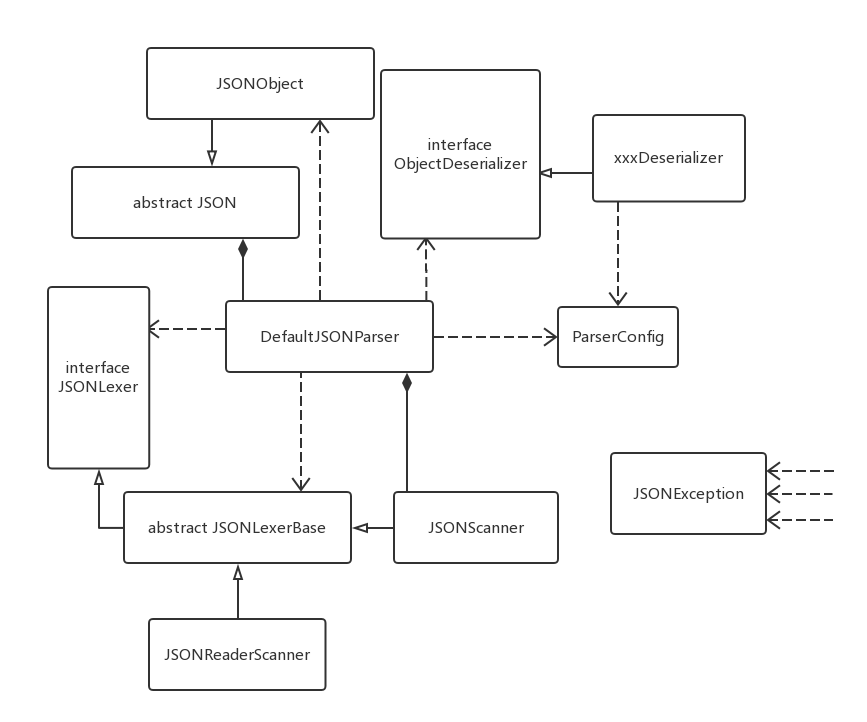 JSONObject
interface
ObjectDeserializer
xxxDeserializer
abstract JSON
DefaultJSONParser
ParserConfig
interface
JSONLexer
JSONException
abstract JSONLexerBase
JSONScanner
JSONReaderScanner